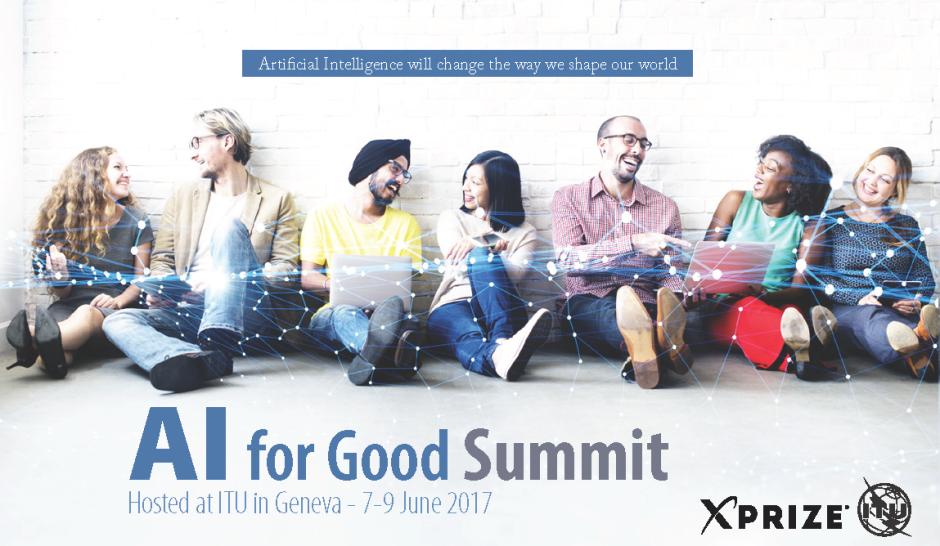 Artificial Intelligence will change the way we shape our world
AI for Good Summit
Hosted at ITU in Geneva - 7-9 June 2017
XPRIZE
ITU